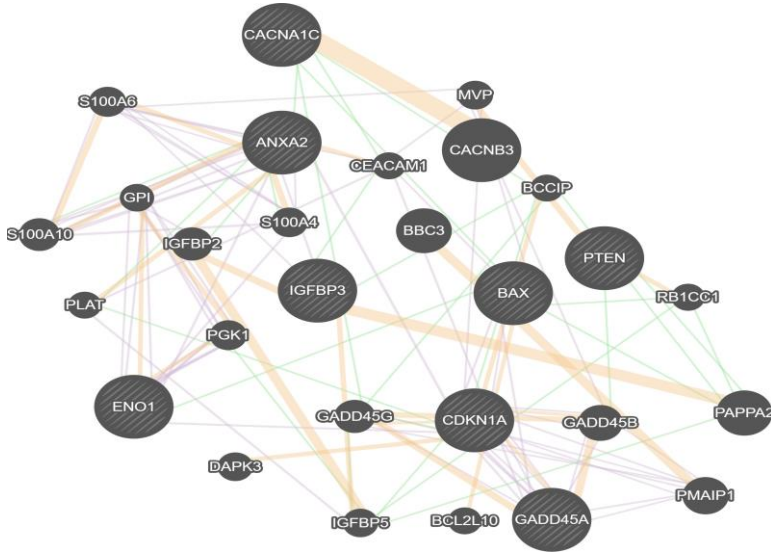 CACNA1C
S100A6
MVP
ANXA2
CACNB3
CEACAM1
BCCIP
GPI
S100A4
S100A10
IGFBP2
BBC3
PTEN
IGFBP3
BAX
RB1CC1
PLAT
PGK1
ENO1
GADD45G
CDKN1A
GADD45B
PAPPA2
DAPK3
PMAIP1
IGFBP5
BCL2L10
GADD45A